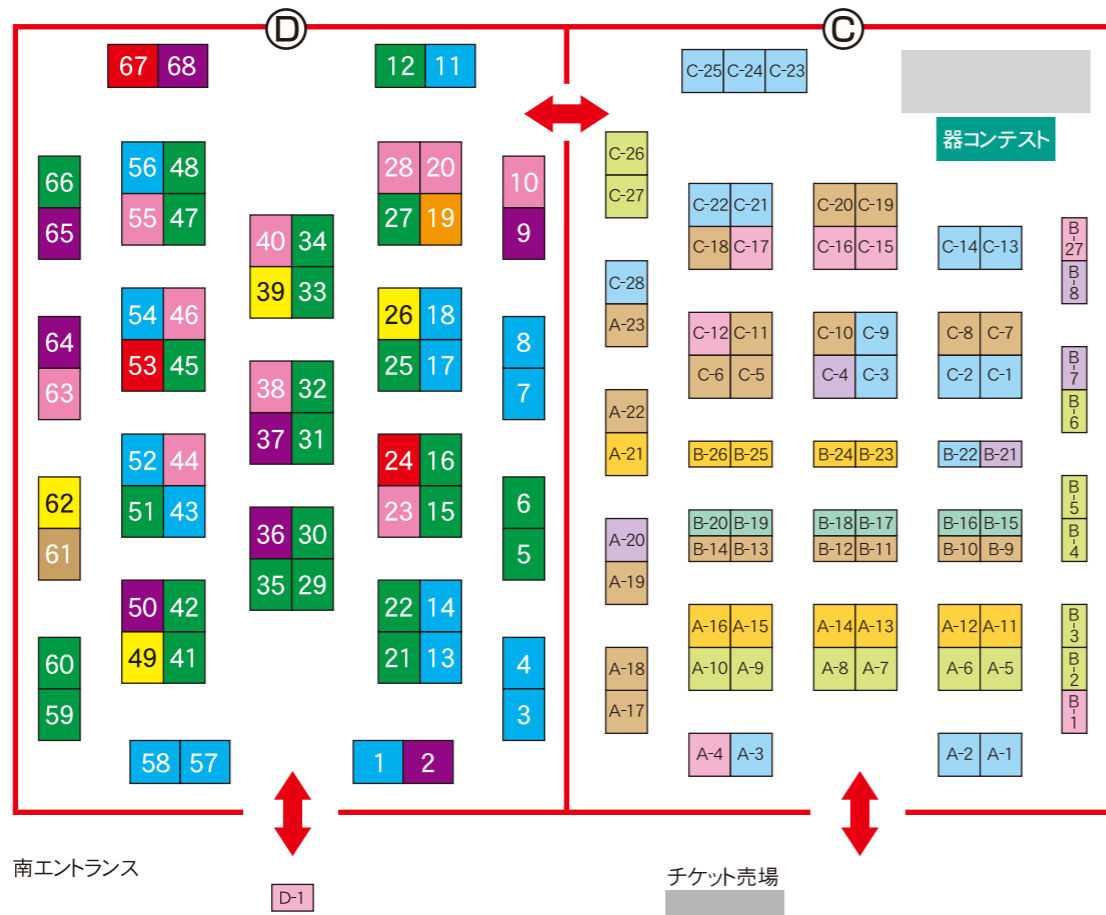 D C
67 68 12 11
C-25 C-24 C-23
器コンテスト
66
65
56 48
55 47
28 20
27 19
10
9
C-26
C-27
40 34
39 33
C-22 C-21
C-18 C-17
C-20 C-19
C-16 C-15
C-14 C-13
B-27
B-8
64
63
54 46
53 45
26 18
25 17
8
7
C-28
A-23
C-12 C-11
C-6 C-5
C-10 C-9
C-4 C-3
C-8 C-7
C-2 C-1
B-7
B-6
38 32
37 31
A-22
A-21
B-26 B-25 B-24 B-23 B-22 B-21
62
61
52 44
51 43
24 16
23 15
6
5
B-5
B-4
36 30
35 29
A-20
A-19
B-20 B-19 B-18 B-17 B-16 B-15
B-14 B-13 B-12 B-11 B-10 B-9
60
59
50 42
49 41
22 14
21 13
4
3
A-18
A-17
A-16 A-15 A-14 A-13 A-12 A-11
A-10 A-9 A-8 A-7 A-6 A-5
B-3
B-2
B-1
58 57 1 2
A-4 A-3 A-2 A-1
南エントランス
チケット売場
D-1